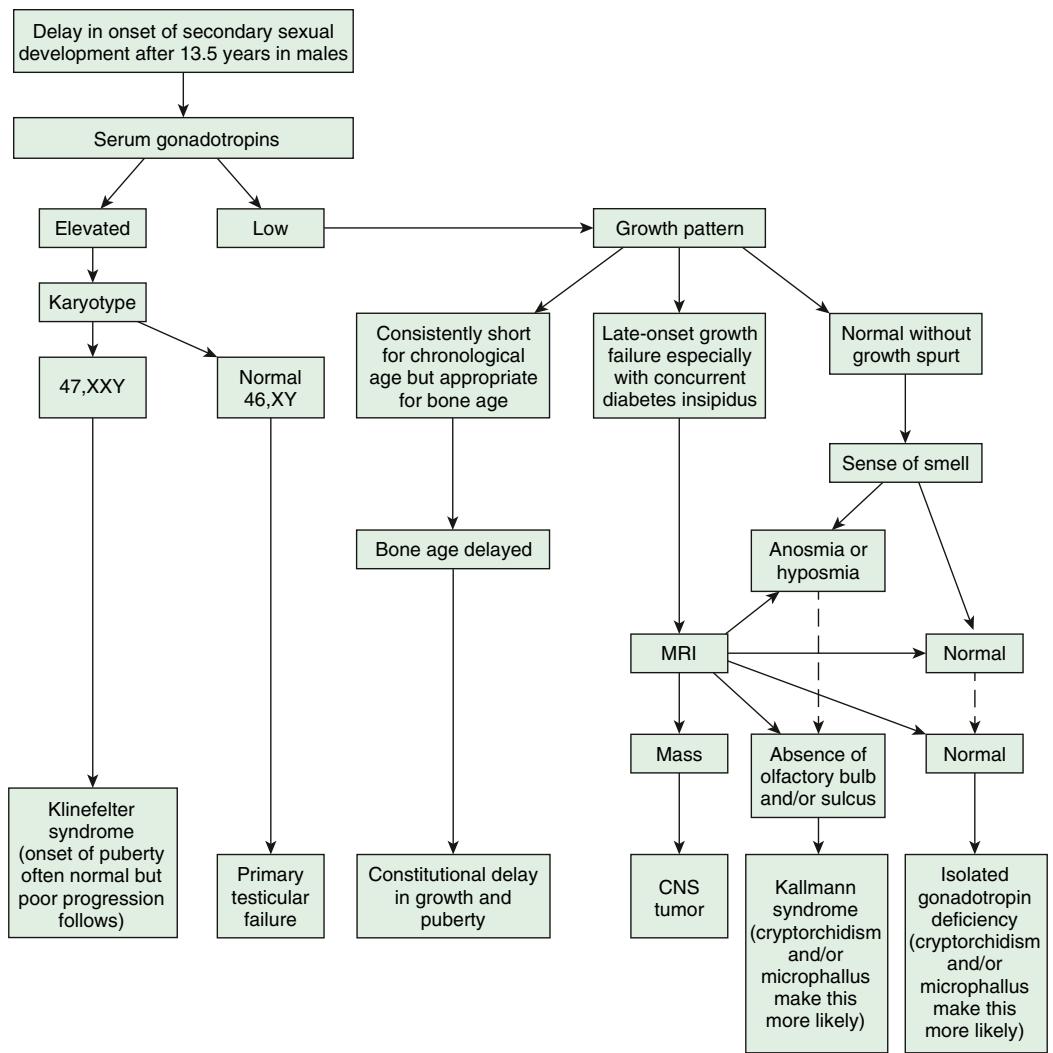 Delay in onset of secondary sexual
development after 13.5 years in males
Serum gonadotropins
Elevated
Low
Growth pattern
Karyotype
47,XXY
Normal
46,XY
Consistently short
for chronological
age but appropriate
for bone age
Late-onset growth
failure especially
with concurrent
diabetes insipidus
Normal without
growth spurt
Sense of smell
Bone age delayed
Anosmia or
hyposmia
MRI
Normal
Mass
Absence of
olfactory bulb
and/or sulcus
Normal
Klinefelter
syndrome
(onset of puberty
often normal but
poor progression
follows)
Primary
testicular
failure
Constitutional delay
in growth and
puberty
CNS
tumor
Kallmann
syndrome
(cryptorchidism
and/or
microphallus
make this
more likely)
Isolated
gonadotropin
deficiency
(cryptorchidism
and/or
microphallus
make this
more likely)